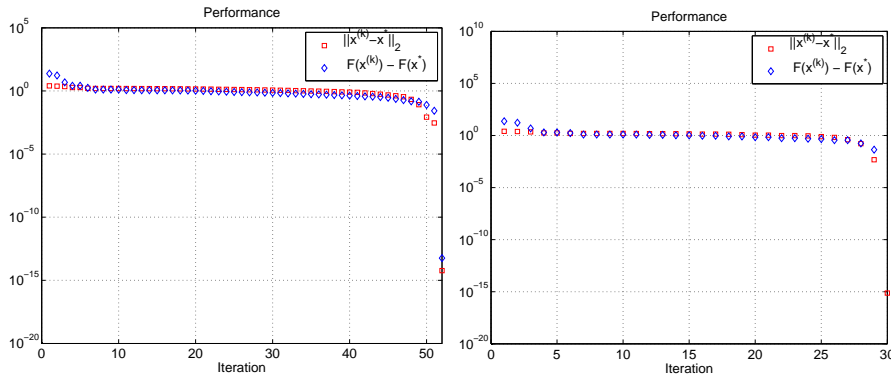 Performance
10^5
10^0
10^-5
10^-10
10^-15
10^-20
0 10 20 30 40 50
Iteration
||x^(k)−x^*||_2
F(x^(k)) − F(x^*)
Performance
10^10
10^5
10^0
10^-5
10^-10
10^-15
10^-20
0 5 10 15 20 25 30
Iteration
||x^(k)−x^*||_2
F(x^(k)) − F(x^*)